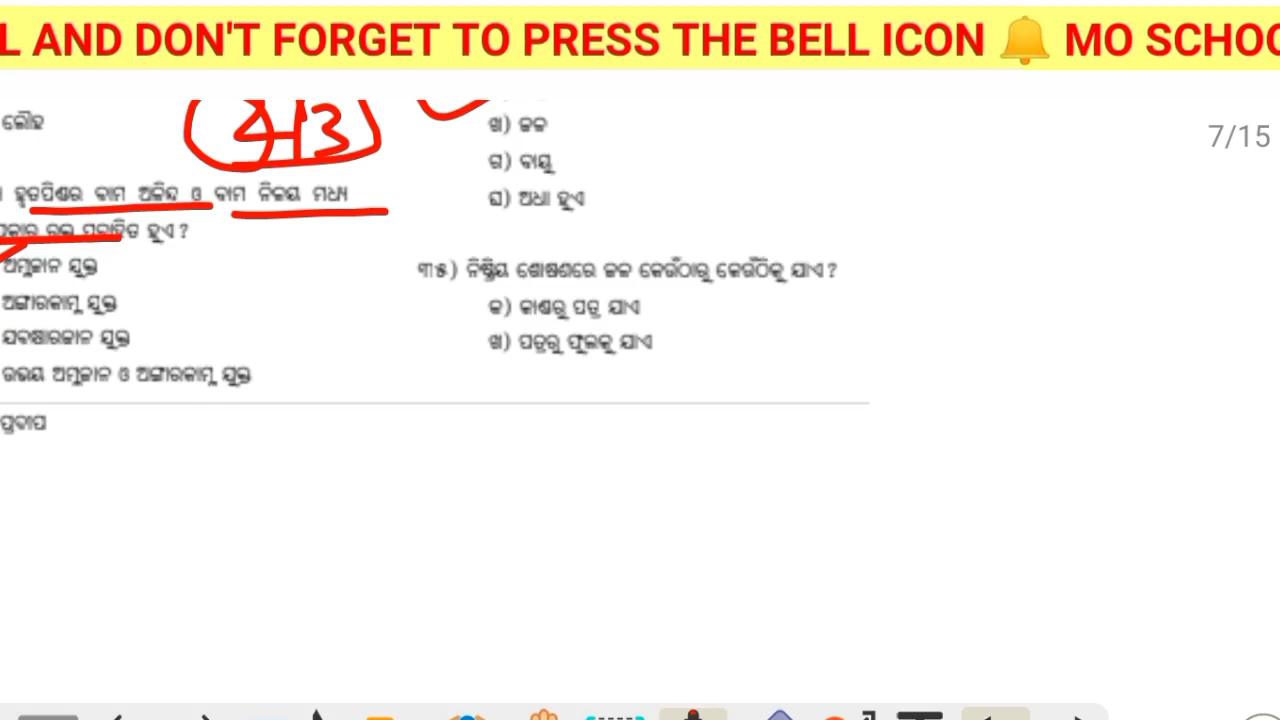 L AND DON'T FORGET TO PRESS THE BELL ICON 🔔 MO SCHOO
7/15
ଲୌହ
413
ହୃତପିଣ୍ଡର ବାମ ଅଳିନ୍ଦ ଓ ବାମ ନିଳୟ ମଧ୍ୟ
ପ୍ରକାର ରକ୍ତ ପ୍ରବାହିତ ହୁଏ ?
ଅମ୍ଳଜାନ ଯୁକ୍ତ
ଅଙ୍ଗାରକାମ୍ଳ ଯୁକ୍ତ
ଯବକ୍ଷାରଜାନ ଯୁକ୍ତ
ଉଭୟ ଅମ୍ଳଜାନ ଓ ଅଙ୍ଗାରକାମ୍ଳ ଯୁକ୍ତ
ପ୍ରଦୀପ
ଖ) ଜଳ
ଗ) ବାୟୁ
ଘ) ଅଧା ହୁଏ
୩୫) ନିଷ୍କ୍ରିୟ ଶୋଷଣରେ ଜଳ କେଉଁଠାରୁ କେଉଁଠିକୁ ଯାଏ ?
କ) କାଣ୍ଡରୁ ପତ୍ର ଯାଏ
ଖ) ପତ୍ରରୁ ଫୁଲକୁ ଯାଏ